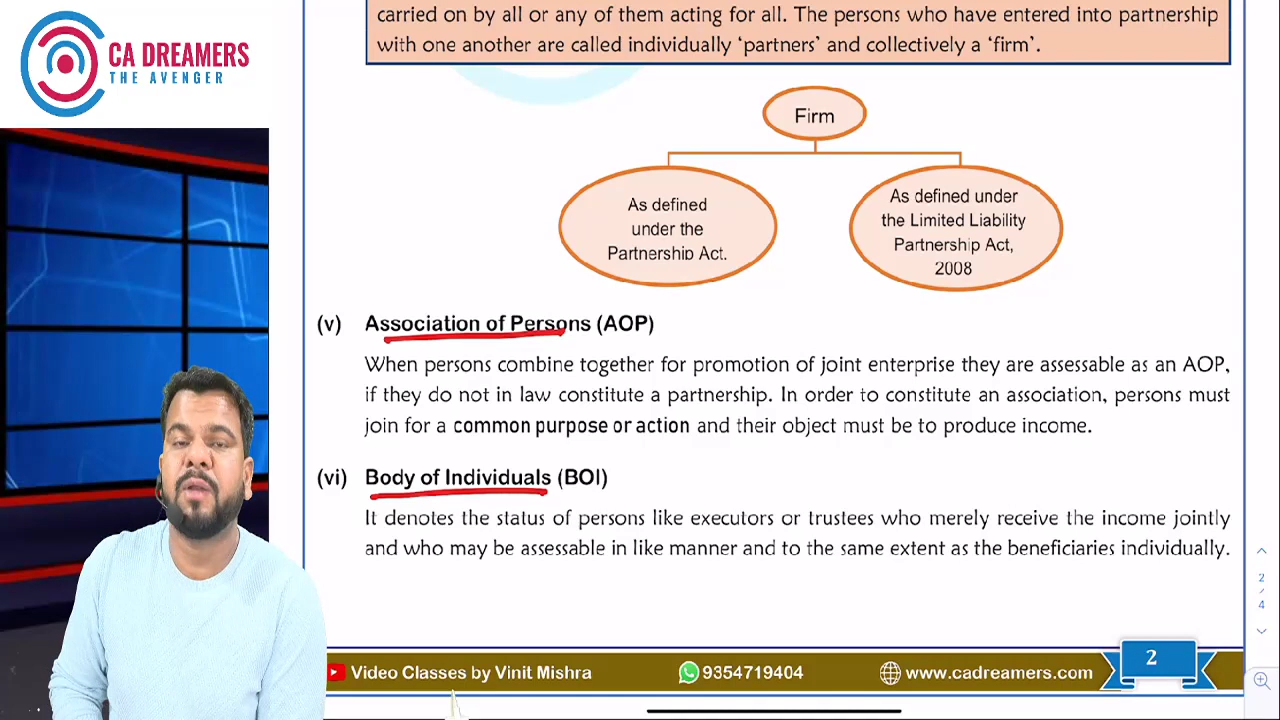 CA DREAMERS
THE AVENGER
carried on by all or any of them acting for all. The persons who have entered into partnership
with one another are called individually ‘partners’ and collectively a ‘firm’.
Firm
As defined
under the
Partnership Act.
As defined under
the Limited Liability
Partnership Act,
2008
(v) Association of Persons (AOP)
When persons combine together for promotion of joint enterprise they are assessable as an AOP,
if they do not in law constitute a partnership. In order to constitute an association, persons must
join for a common purpose or action and their object must be to produce income.
(vi) Body of Individuals (BOI)
It denotes the status of persons like executors or trustees who merely receive the income jointly
and who may be assessable in like manner and to the same extent as the beneficiaries individually.
2
/
4
Video Classes by Vinit Mishra
9354719404
www.cadreamers.com
2